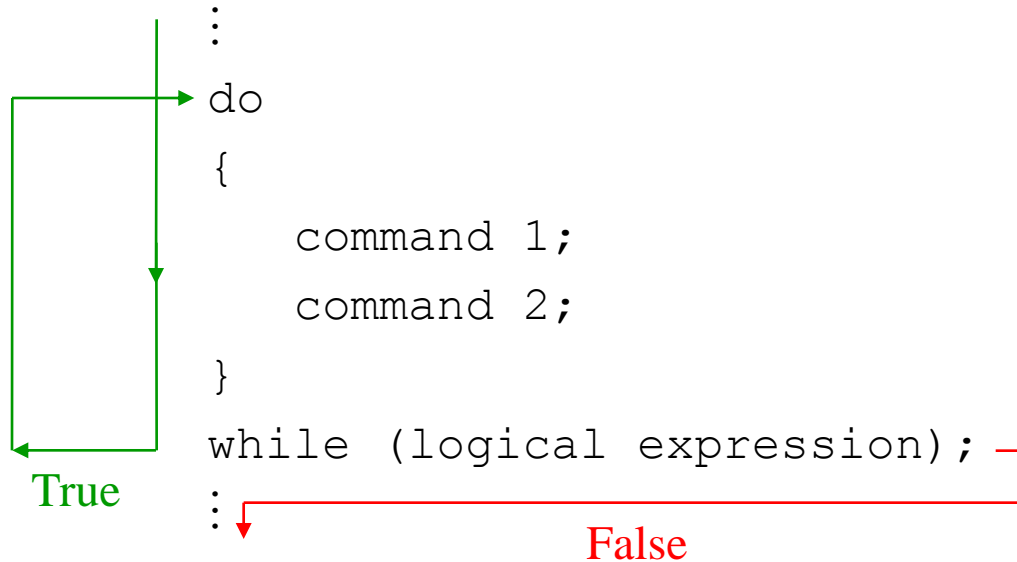 ⋮
do
{
command 1;
command 2;
}
while (logical expression);
True
⋮
False